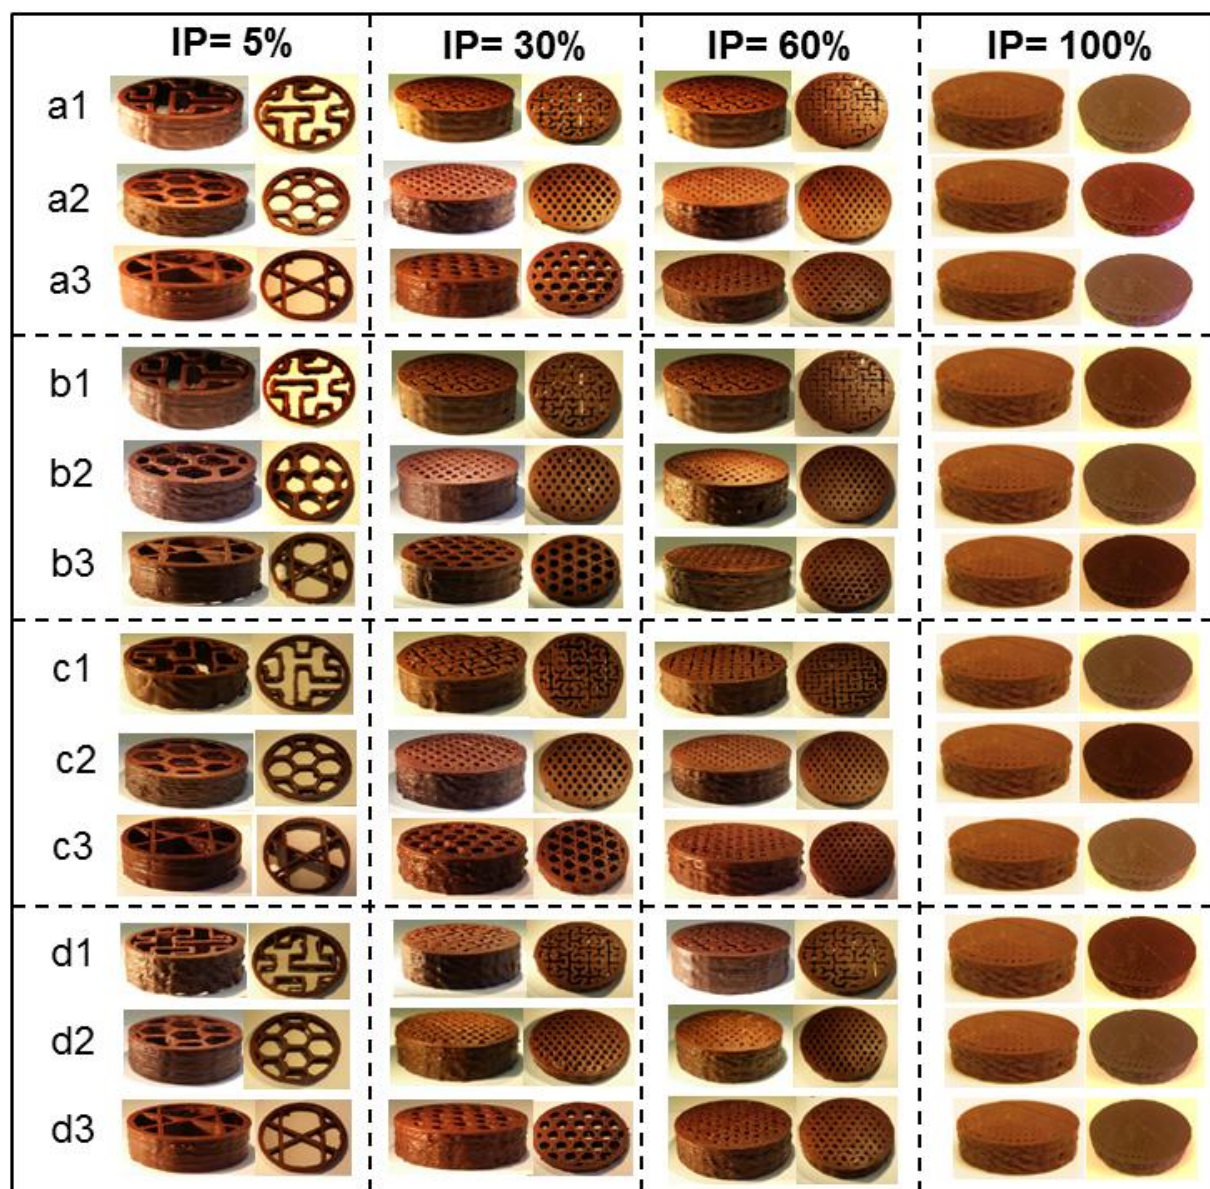 IP= 5% IP= 30% IP= 60% IP= 100%
a1
a2
a3
b1
b2
b3
c1
c2
c3
d1
d2
d3